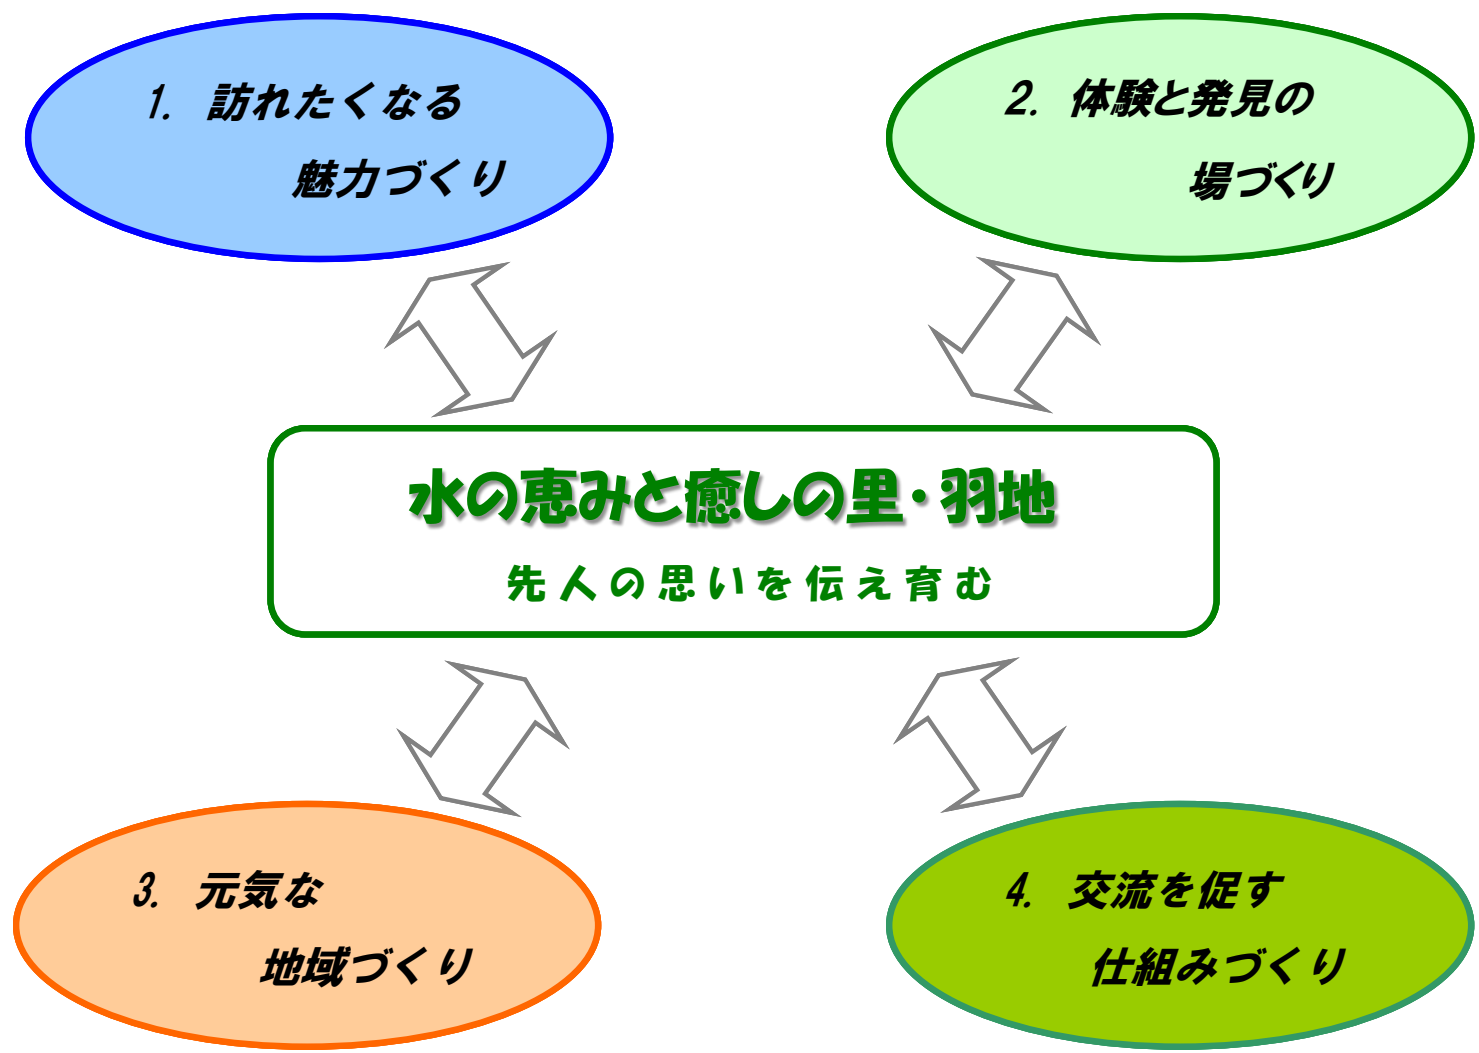 1. 訪れたくなる
魅力づくり
2. 体験と発見の
場づくり
水の恵みと癒しの里・羽地
先人の思いを伝え育む
3. 元気な
地域づくり
4. 交流を促す
仕組みづくり